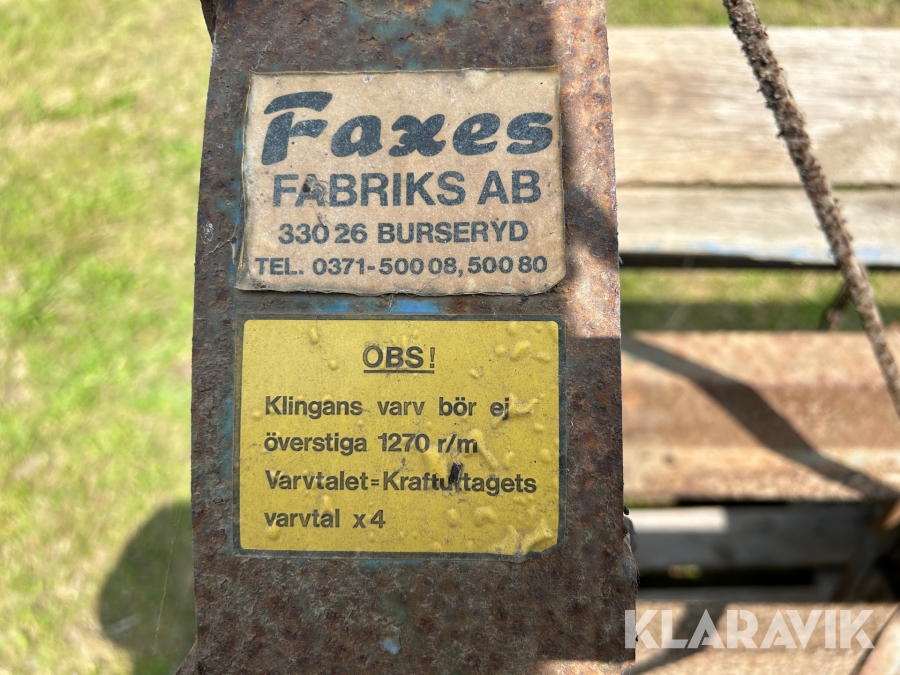 Faxes
FABRIKS AB
330 26 BURSERYD
TEL. 0371-500 08, 500 80
OBS!
Klingans varv bör ej
överstiga 1270 r/m
Varvtalet=Kraftuttagets
varvtal x 4
KLARAVIK